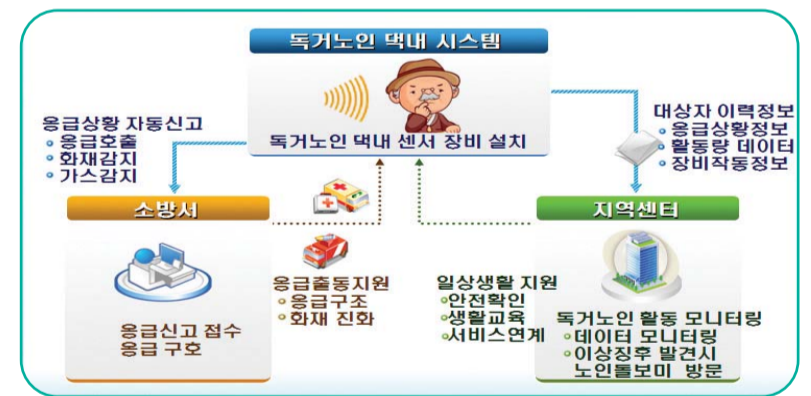 독거노인 댁내 시스템
독거노인 댁내 센서 장비 설치
응급상황 자동신고
응급호출
화재감지
가스감지
대상자 이력정보
응급상황정보
활동량 데이터
장비작동정보
소방서
응급신고 접수
응급 구호
응급출동지원
응급구조
화재 진화
일상생활 지원
안전확인
생활교육
서비스연계
지역센터
독거노인 활동 모니터링
데이터 모니터링
이상징후 발견시
노인돌보미 방문